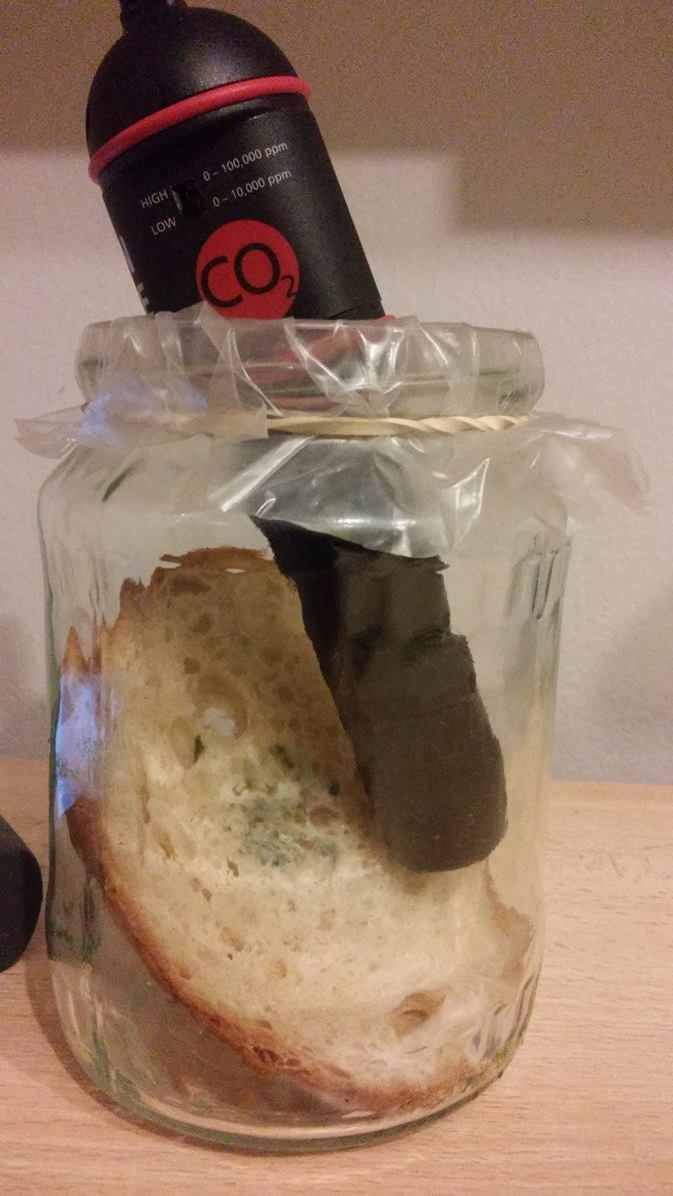 HIGH 0 – 100,000 ppm
LOW 0 – 10,000 ppm
CO₂